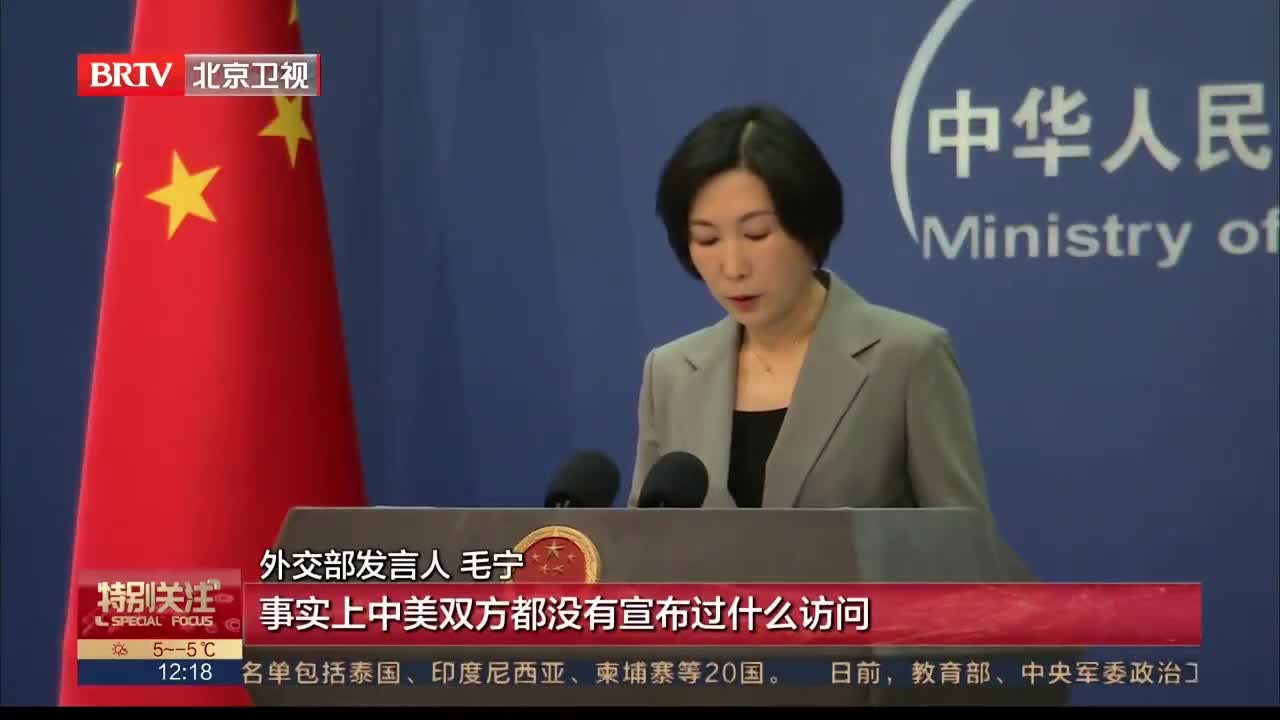 BRTV 北京卫视
中华人民
Ministry of
外交部发言人 毛宁
事实上中美双方都没有宣布过什么访问
特别关注
SPECIAL FOCUS
5~-5℃
12:18
名单包括泰国、印度尼西亚、柬埔寨等20国。 日前，教育部、中央军委政治工